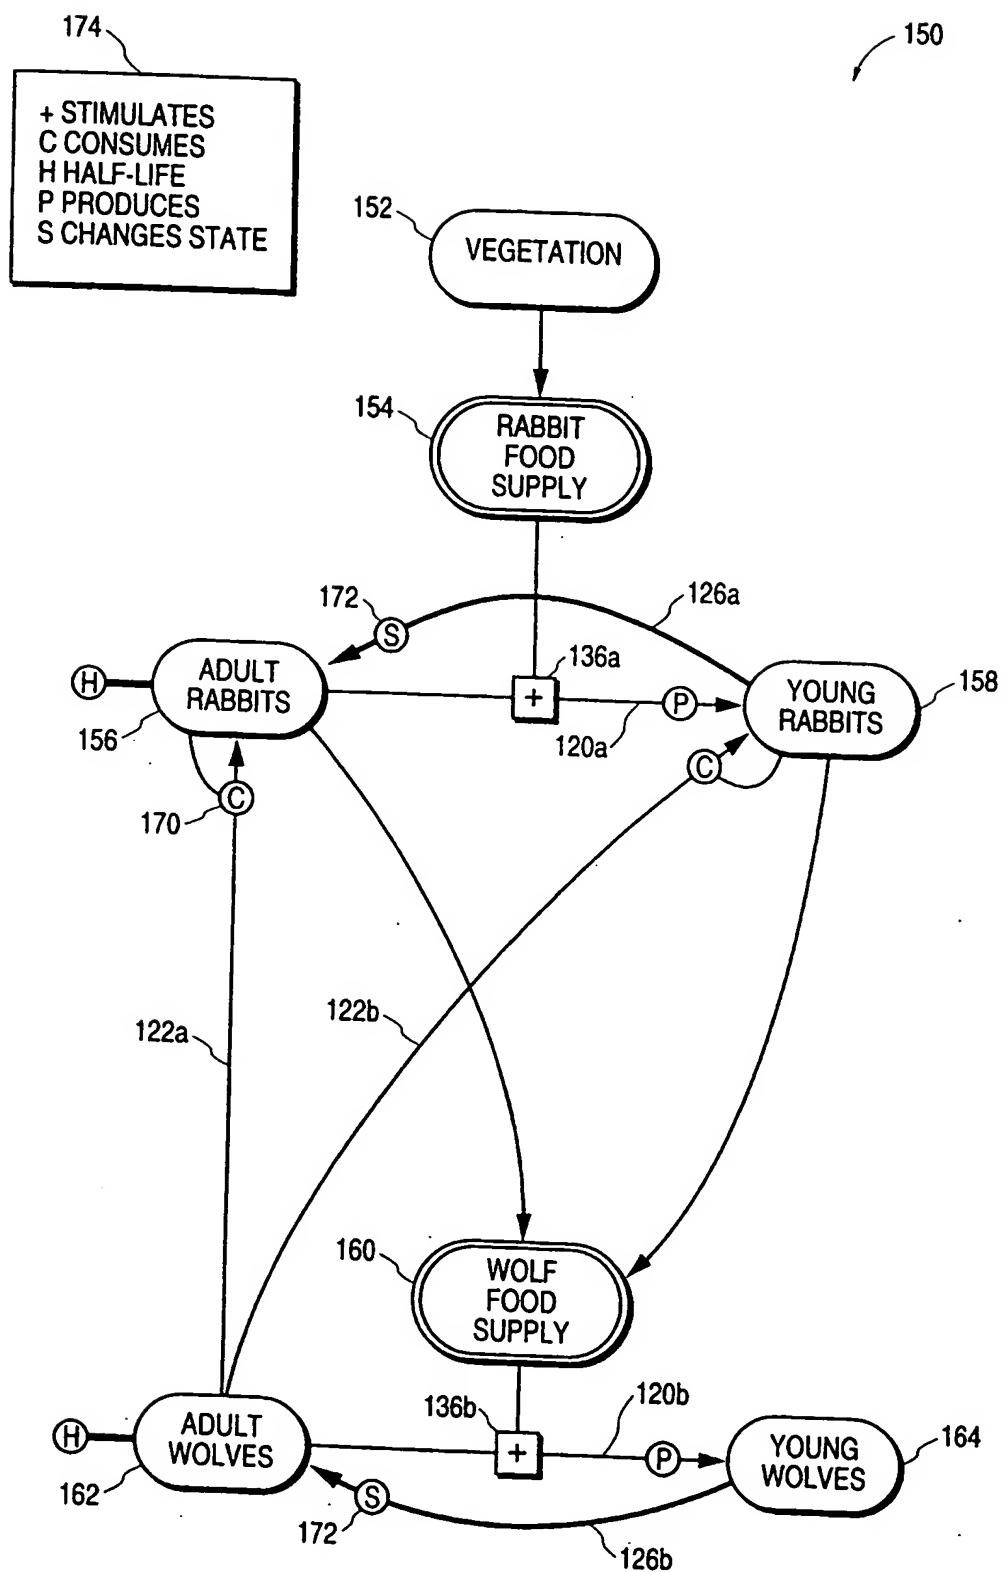 174
150
+ STIMULATES
C CONSUMES
H HALF-LIFE
P PRODUCES
S CHANGES STATE
152
VEGETATION
154
RABBIT
FOOD
SUPPLY
172
S
126a
H
ADULT
RABBITS
156
136a
+
120a
P
YOUNG
RABBITS
158
C
170
C
122a
122b
160
WOLF
FOOD
SUPPLY
H
ADULT
WOLVES
162
136b
+
120b
P
YOUNG
WOLVES
164
S
172
126b